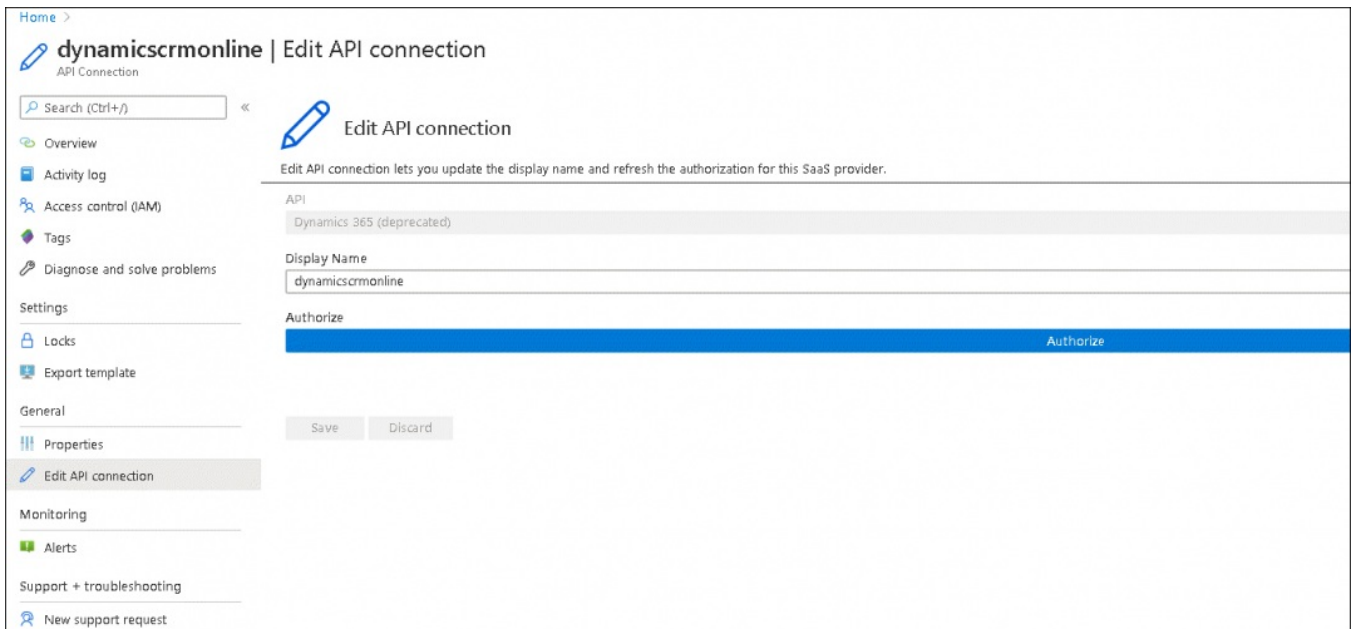 Home >
dynamicscrmonline | Edit API connection
API Connection
Search (Ctrl+/)
«
Overview
Activity log
Access control (IAM)
Tags
Diagnose and solve problems
Settings
Locks
Export template
General
Properties
Edit API connection
Monitoring
Alerts
Support + troubleshooting
New support request
Edit API connection
Edit API connection lets you update the display name and refresh the authorization for this SaaS provider.
API
Dynamics 365 (deprecated)
Display Name
dynamicscrmonline
Authorize
Authorize
Save Discard